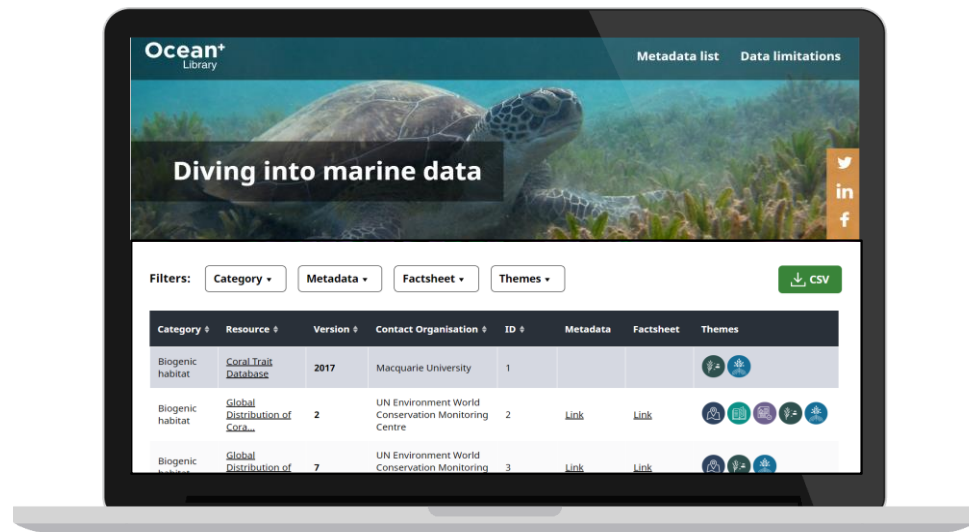 Ocean+
Library
Metadata list Data limitations
Diving into marine data
in
f
Filters: Category Metadata Factsheet Themes CSV
Category Resource Version Contact Organisation ID Metadata Factsheet Themes
Biogenic habitat Coral Trait Database 2017 Macquarie University 1
Biogenic habitat Global Distribution of Cora... 2 UN Environment World Conservation Monitoring Centre 2 Link Link
Biogenic habitat Global Distribution of 7 UN Environment World Conservation Monitoring 3 Link Link